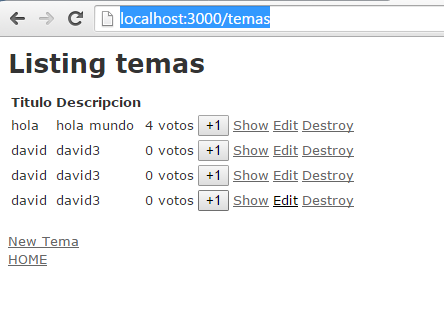 localhost:3000/temas
Listing temas
Titulo Descripcion
hola hola mundo 4 votos +1 Show Edit Destroy
david david3 0 votos +1 Show Edit Destroy
david david3 0 votos +1 Show Edit Destroy
david david3 0 votos +1 Show Edit Destroy
New Tema
HOME